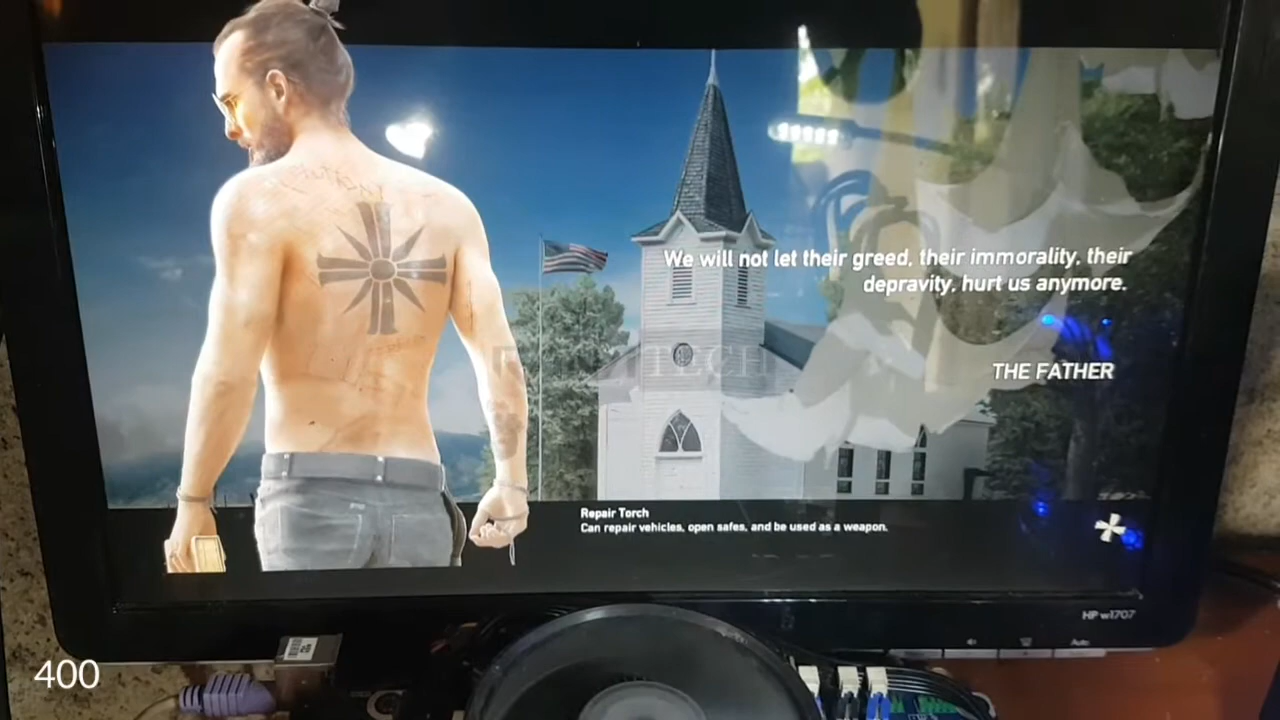 We will not let their greed, their immorality, their
depravity, hurt us anymore.
THE FATHER
Repair Torch
Can repair vehicles, open safes, and be used as a weapon.
HP w1707
Auto
400